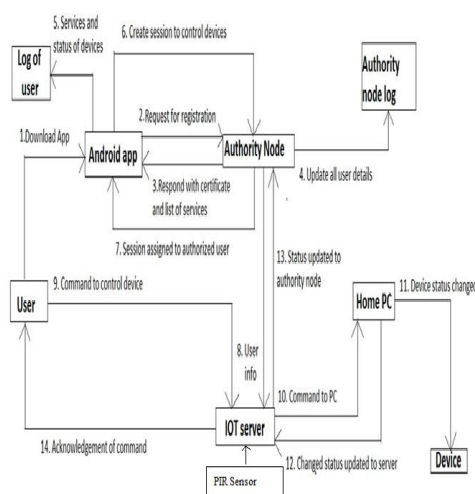 5. Services and
status of devices
6. Create session to control devices
Log of
user
Authority
node log
2.Request for registration
1.Download App
Android app
Authority Node
3.Respond with certificate
and list of services
4. Update all user details
7. Session assigned to authorized user
13. Status updated to
authority node
9. Command to control device
11. Device status changed
Home PC
User
8. User
info
10. Command to PC
IOT server
14. Acknowledgement of command
12. Changed status updated to server
Device
PIR Sensor